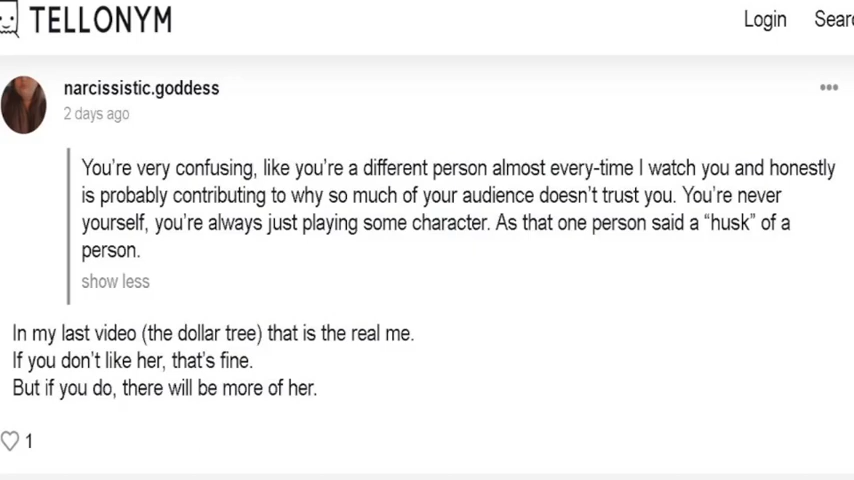 TELLONYM
Login Sear
narcissistic.goddess
2 days ago
You're very confusing, like you're a different person almost every-time I watch you and honestly
is probably contributing to why so much of your audience doesn't trust you. You're never
yourself, you're always just playing some character. As that one person said a “husk” of a
person.
show less
In my last video (the dollar tree) that is the real me.
If you don't like her, that's fine.
But if you do, there will be more of her.
1